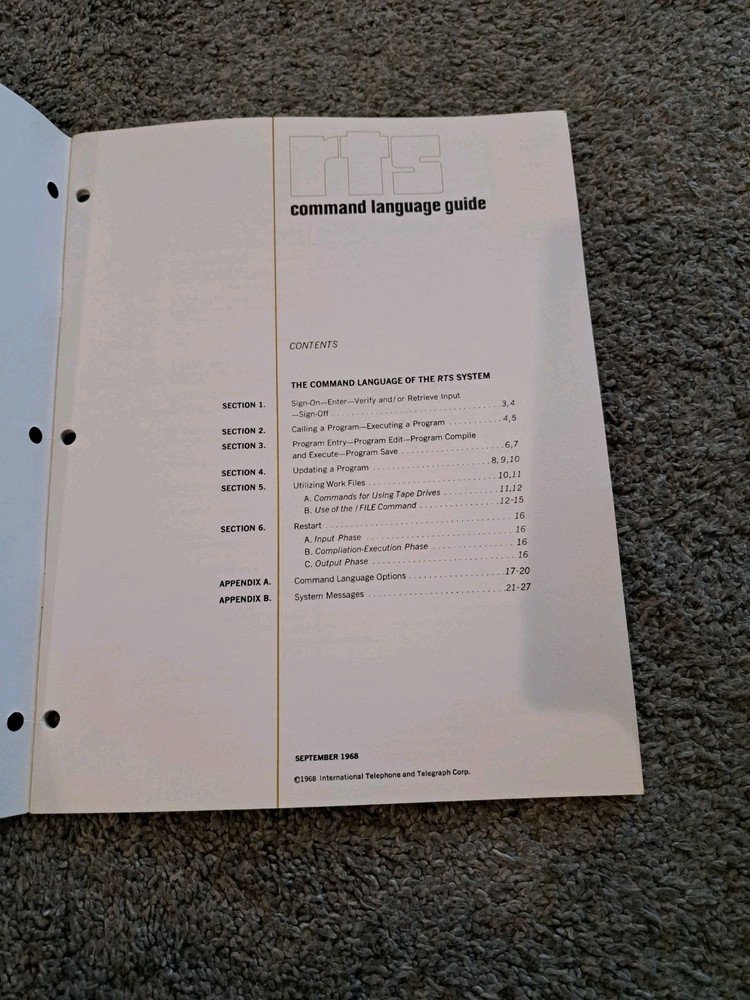 rts
command language guide
CONTENTS
THE COMMAND LANGUAGE OF THE RTS SYSTEM
SECTION 1. Sign-On—Enter—Verify and/or Retrieve Input
—Sign-Off . . . . . . . . . . . . . . . . . . . . . . . . . . . . 3,4
SECTION 2. Calling a Program—Executing a Program . . . . . . . . . . 4,5
SECTION 3. Program Entry—Program Edit—Program Compile
and Execute—Program Save . . . . . . . . . . . . . . . . . . 6,7
SECTION 4. Updating a Program . . . . . . . . . . . . . . . . . . . . . 8,9,10
SECTION 5. Utilizing Work Files . . . . . . . . . . . . . . . . . . . . . . 10,11
A. Commands for Using Tape Drives . . . . . . . . . . . . 11,12
B. Use of the / FILE Command . . . . . . . . . . . . . . . . 12-15
SECTION 6. Restart . . . . . . . . . . . . . . . . . . . . . . . . . . . . . . 16
A. Input Phase . . . . . . . . . . . . . . . . . . . . . . . . . . 16
B. Compliation-Execution Phase . . . . . . . . . . . . . . . 16
C. Output Phase . . . . . . . . . . . . . . . . . . . . . . . . . 16
APPENDIX A. Command Language Options . . . . . . . . . . . . . . . . 17-20
APPENDIX B. System Messages . . . . . . . . . . . . . . . . . . . . . . . 21-27
SEPTEMBER 1968
©1968 International Telephone and Telegraph Corp.